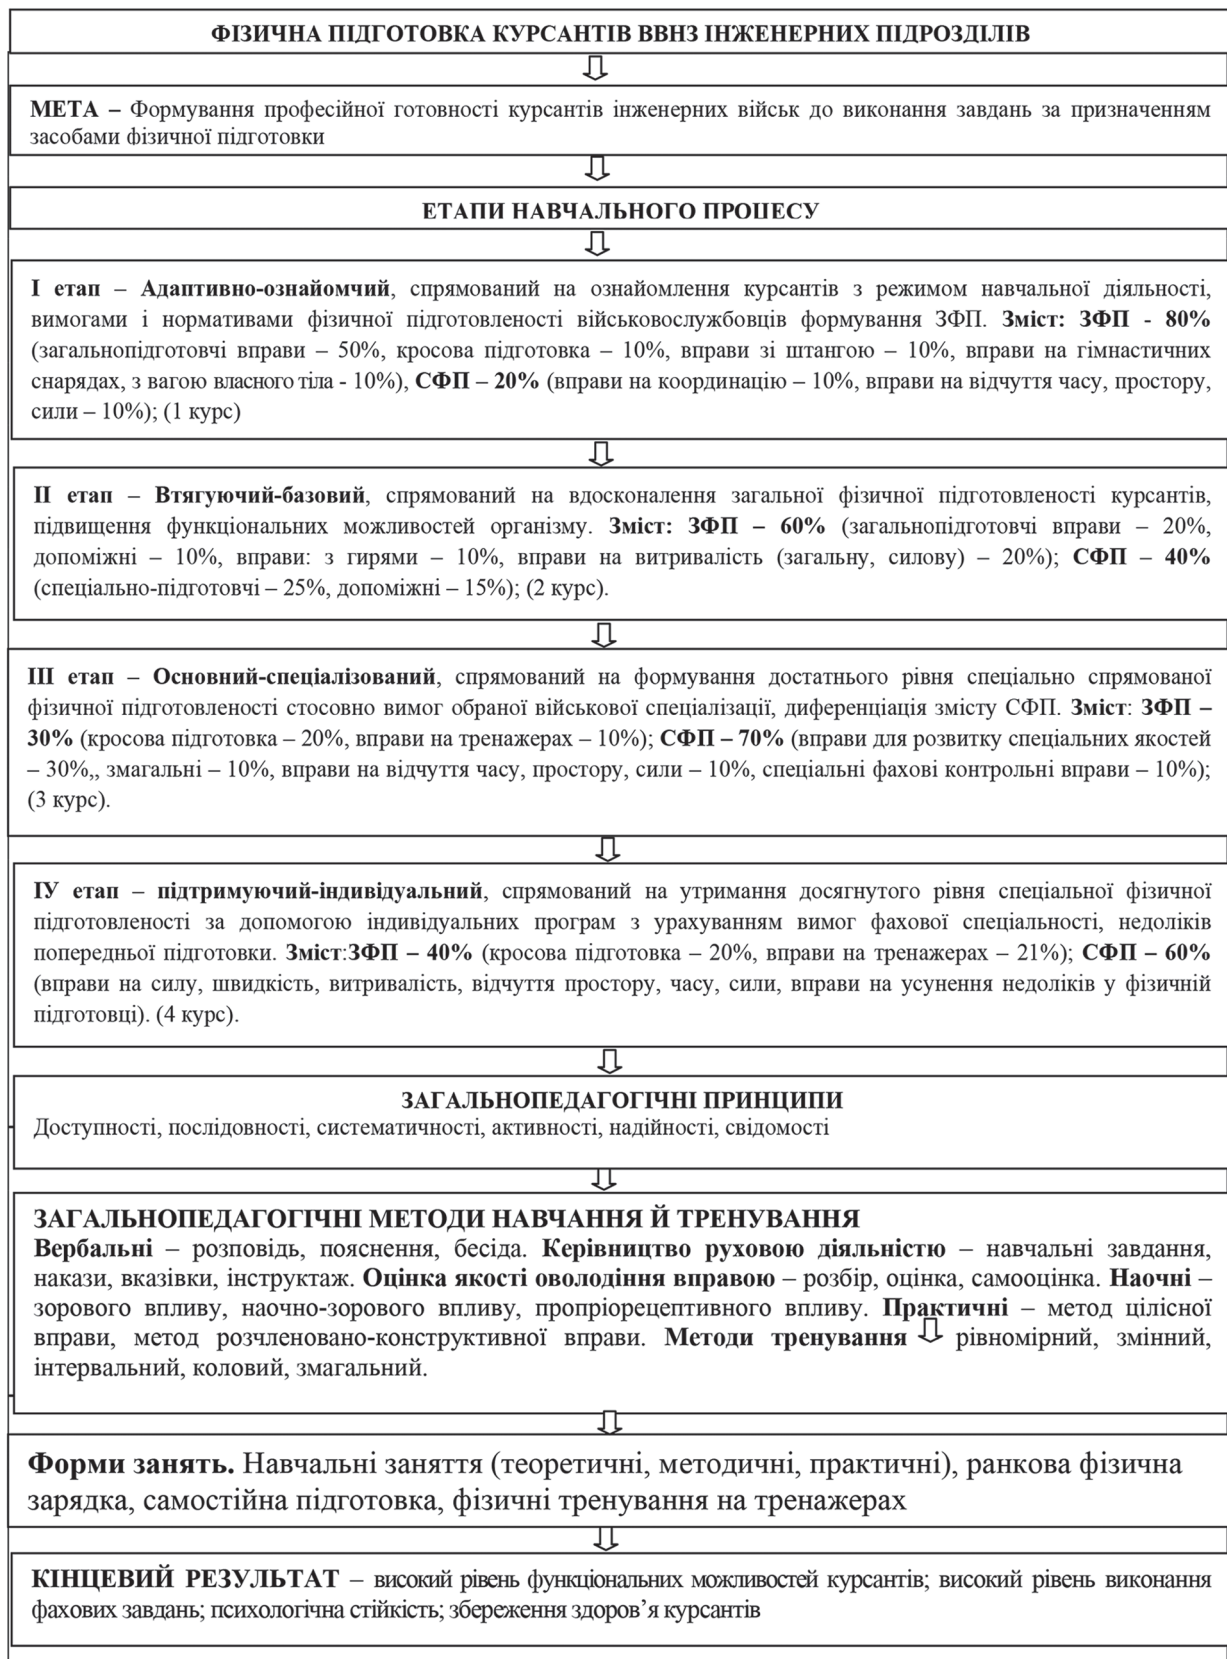 ФІЗИЧНА ПІДГОТОВКА КУРСАНТІВ ВВНЗ ІНЖЕНЕРНИХ ПІДРОЗДІЛІВ
МЕТА – Формування професійної готовності курсантів інженерних військ до виконання завдань за призначенням
засобами фізичної підготовки
ЕТАПИ НАВЧАЛЬНОГО ПРОЦЕСУ
І етап – Адаптивно-ознайомчий, спрямований на ознайомлення курсантів з режимом навчальної діяльності,
вимогами і нормативами фізичної підготовленості військовослужбовців формування ЗФП. Зміст: ЗФП - 80%
(загальнопідготовчі вправи – 50%, кросова підготовка – 10%, вправи зі штангою – 10%, вправи на гімнастичних
снарядах, з вагою власного тіла - 10%), СФП – 20% (вправи на координацію – 10%, вправи на відчуття часу, простору,
сили – 10%); (1 курс)
ІІ етап – Втягуючий-базовий, спрямований на вдосконалення загальної фізичної підготовленості курсантів,
підвищення функціональних можливостей організму. Зміст: ЗФП – 60% (загальнопідготовчі вправи – 20%,
допоміжні – 10%, вправи: з гирями – 10%, вправи на витривалість (загальну, силову) – 20%); СФП – 40%
(спеціально-підготовчі – 25%, допоміжні – 15%); (2 курс).
ІІІ етап – Основний-спеціалізований, спрямований на формування достатнього рівня спеціально спрямованої
фізичної підготовленості стосовно вимог обраної військової спеціалізації, диференціація змісту СФП. Зміст: ЗФП –
30% (кросова підготовка – 20%, вправи на тренажерах – 10%); СФП – 70% (вправи для розвитку спеціальних якостей
– 30%,, змагальні – 10%, вправи на відчуття часу, простору, сили – 10%, спеціальні фахові контрольні вправи – 10%);
(3 курс).
ІУ етап – підтримуючий-індивідуальний, спрямований на утримання досягнутого рівня спеціальної фізичної
підготовленості за допомогою індивідуальних програм з урахуванням вимог фахової спеціальності, недоліків
попередньої підготовки. Зміст:ЗФП – 40% (кросова підготовка – 20%, вправи на тренажерах – 21%); СФП – 60%
(вправи на силу, швидкість, витривалість, відчуття простору, часу, сили, вправи на усунення недоліків у фізичній
підготовці). (4 курс).
ЗАГАЛЬНОПЕДАГОГІЧНІ ПРИНЦИПИ
Доступності, послідовності, систематичності, активності, надійності, свідомості
ЗАГАЛЬНОПЕДАГОГІЧНІ МЕТОДИ НАВЧАННЯ Й ТРЕНУВАННЯ
Вербальні – розповідь, пояснення, бесіда. Керівництво руховою діяльністю – навчальні завдання,
накази, вказівки, інструктаж. Оцінка якості оволодіння вправою – розбір, оцінка, самооцінка. Наочні –
зорового впливу, наочно-зорового впливу, пропріорецептивного впливу. Практичні – метод цілісної
вправи, метод розчленовано-конструктивної вправи. Методи тренування рівномірний, змінний,
інтервальний, коловий, змагальний.
Форми занять. Навчальні заняття (теоретичні, методичні, практичні), ранкова фізична
зарядка, самостійна підготовка, фізичні тренування на тренажерах
КІНЦЕВИЙ РЕЗУЛЬТАТ – високий рівень функціональних можливостей курсантів; високий рівень виконання
фахових завдань; психологічна стійкість; збереження здоров’я курсантів